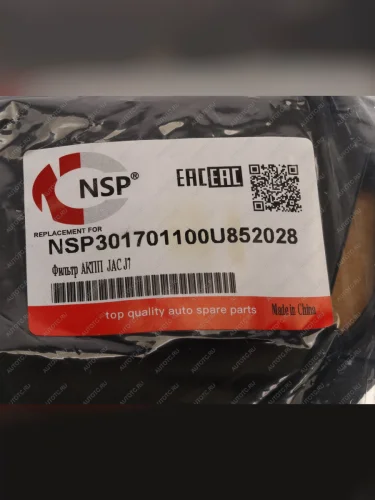 NSP®
EAC EAC
REPLACEMENT FOR
NSP301701100U852028
Фильтр АКПП JAC J7
Made in China
top quality auto spare parts